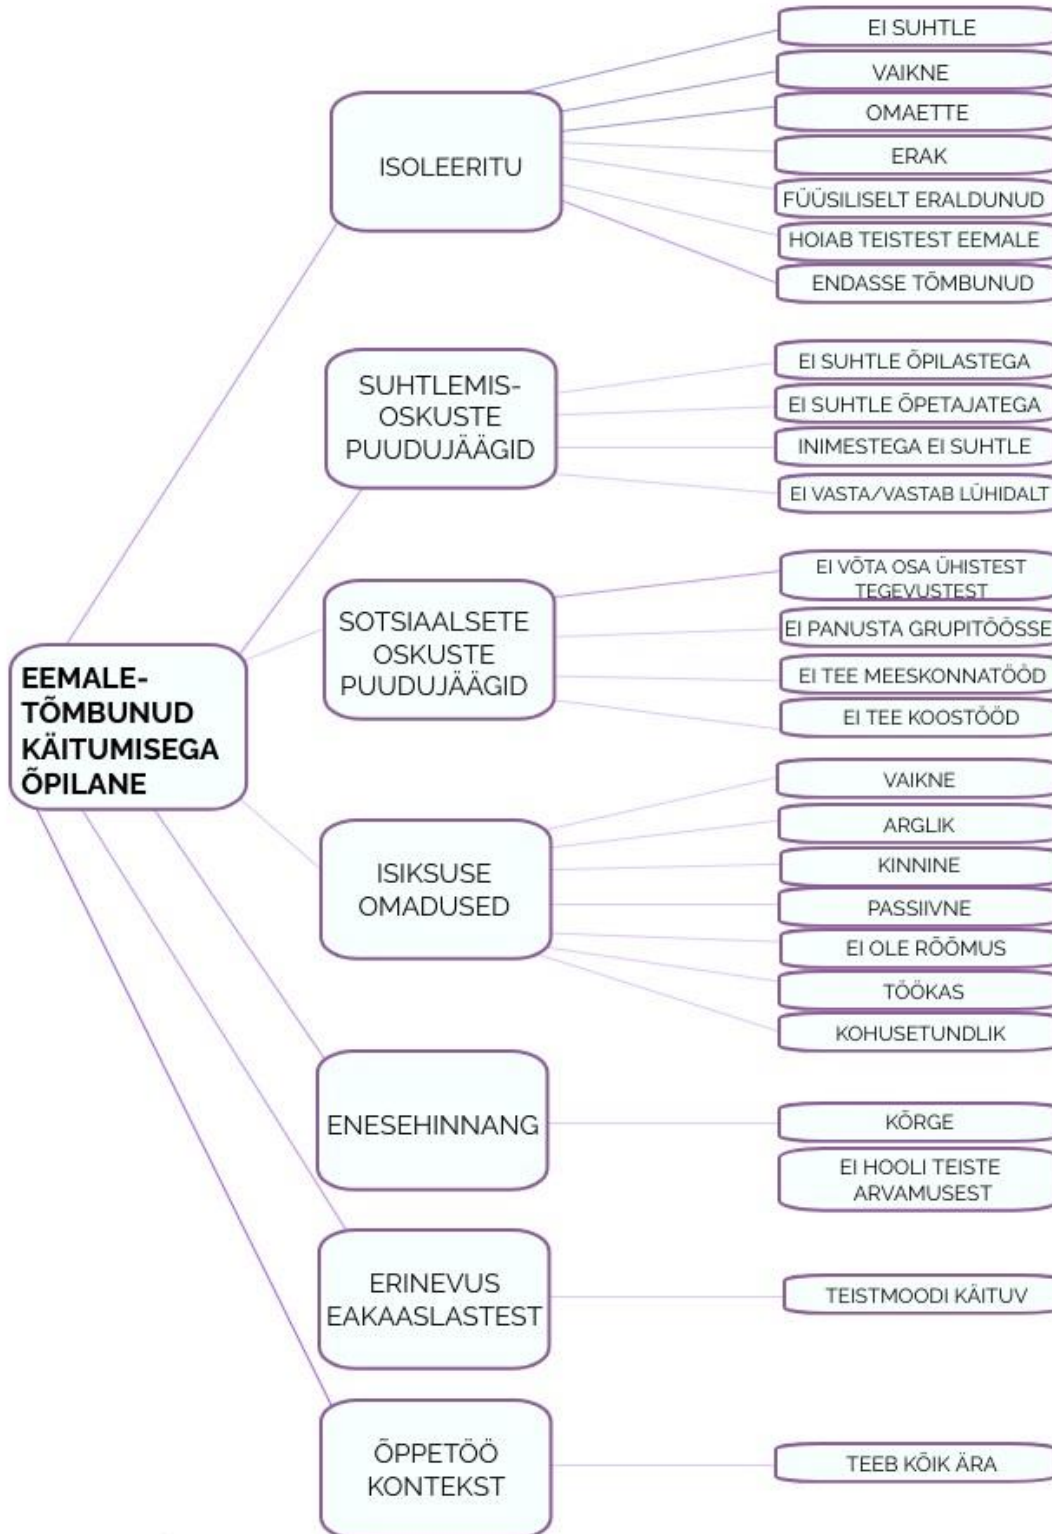 EI SUHTLE
VAIKNE
OMAETTE
ISOLEERITU
ERAK
FÜÜSILISELT ERALDUNUD
HOIAB TEISTEST EEMALE
ENDASSE TÕMBUNUD
SUHTLEMIS-
OSKUSTE
PUUDUJÄÄGID
EI SUHTLE ÕPILASTEGA
EI SUHTLE ÕPETAJATEGA
INIMESTEGA EI SUHTLE
EI VASTA/VASTAB LÜHIDALT
SOTSIAALSETE
OSKUSTE
PUUDUJÄÄGID
EI VÕTA OSA ÜHISTEST
TEGEVUSTEST
EI PANUSTA GRUPITÖÖSSE
EI TEE MEESKONNATÖÖD
EI TEE KOOSTÖÖD
EEMALE-
TÕMBUNUD
KÄITUMISEGA
ÕPILANE
ISIKSUSE
OMADUSED
VAIKNE
ARGLIK
KINNINE
PASSIIVNE
EI OLE RÕÕMUS
TÖÖKAS
KOHUSETUNDLIK
ENESEHINNANG
KÕRGE
EI HOOLI TEISTE
ARVAMUSEST
ERINEVUS
EAKAASLASTEST
TEISTMOODI KÄITUV
ÕPPETÖÖ
KONTEKST
TEEB KÕIK ÄRA